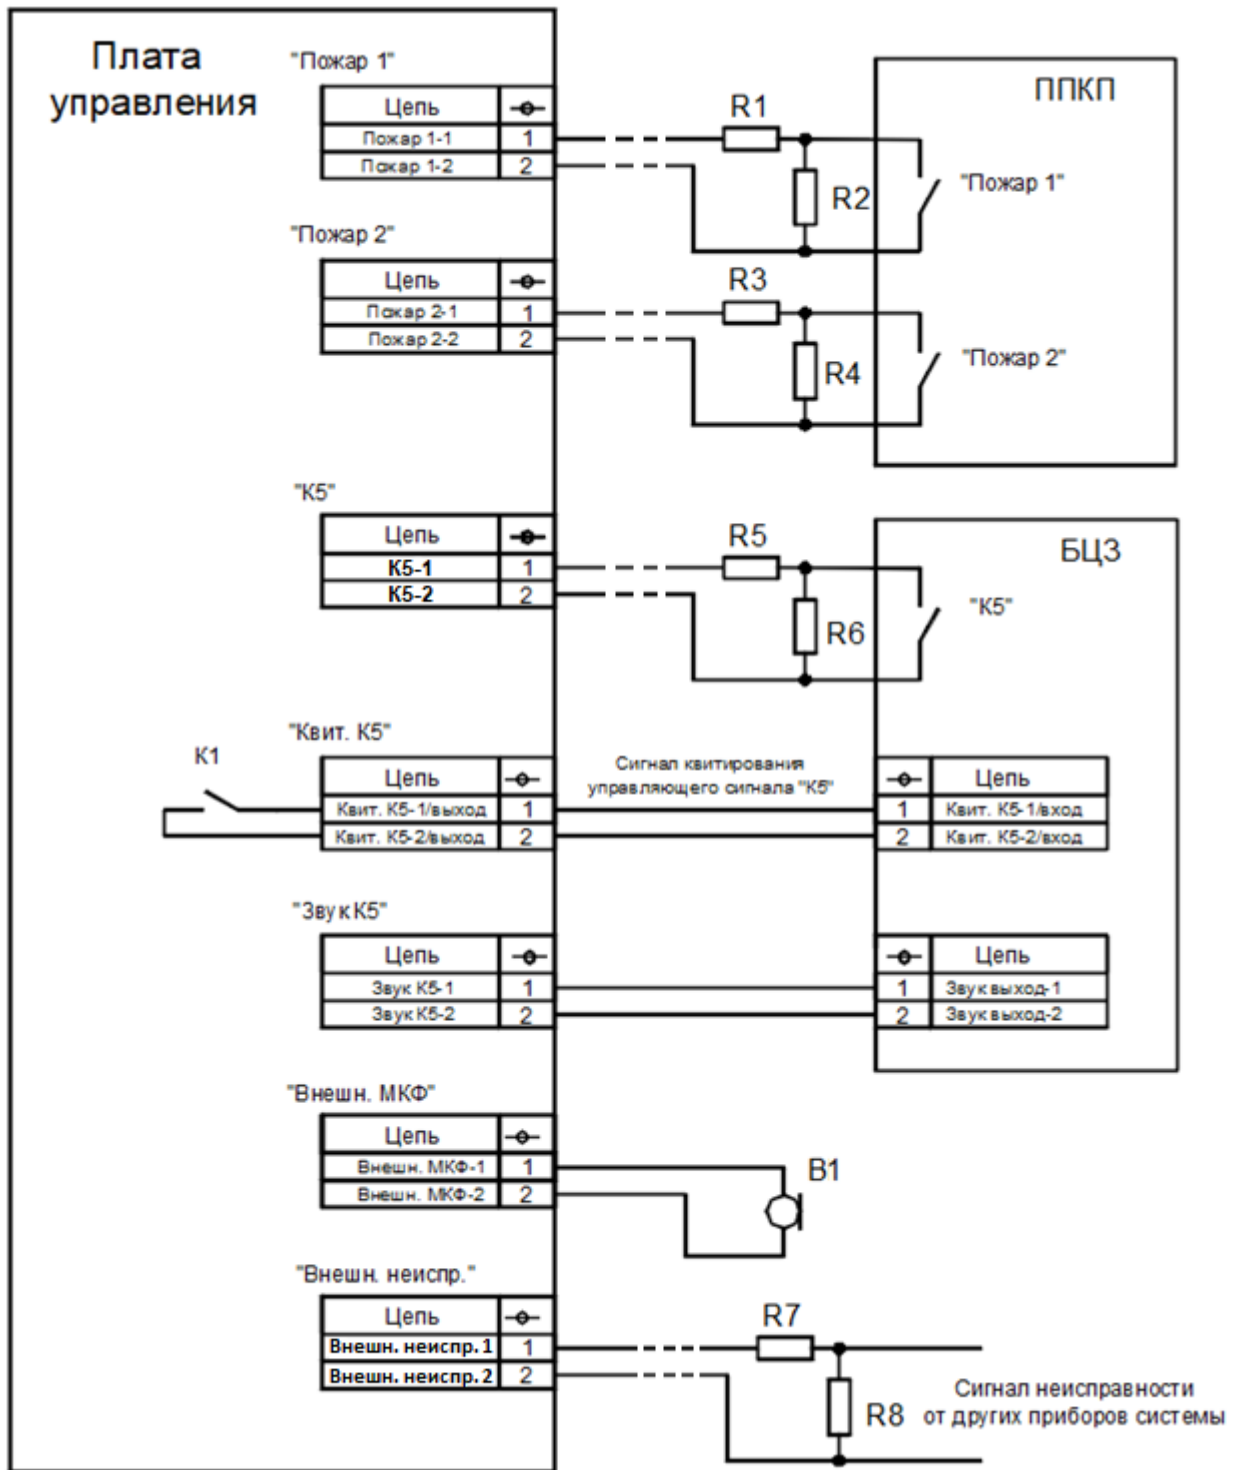 Плата
управления
"Пожар 1"
Цепь
Пожар 1-1 1
Пожар 1-2 2
R1
R2
ППКП
"Пожар 1"
"Пожар 2"
Цепь
Пожар 2-1 1
Пожар 2-2 2
R3
R4
"Пожар 2"
"К5"
Цепь
К5-1 1
К5-2 2
R5
R6
БЦЗ
"К5"
К1
"Квит. К5"
Цепь
Квит. К5-1/выход 1
Квит. К5-2/выход 2
Сигнал квитирования
управляющего сигнала "К5"
Цепь
1 Квит. К5-1/вход
2 Квит. К5-2/вход
"Звук К5"
Цепь
Звук К5-1 1
Звук К5-2 2
Цепь
1 Звук выход-1
2 Звук выход-2
"Внешн. МКФ"
Цепь
Внешн. МКФ-1 1
Внешн. МКФ-2 2
В1
"Внешн. неиспр."
Цепь
Внешн. неиспр. 1 1
Внешн. неиспр. 2 2
R7
R8
Сигнал неисправности
от других приборов системы